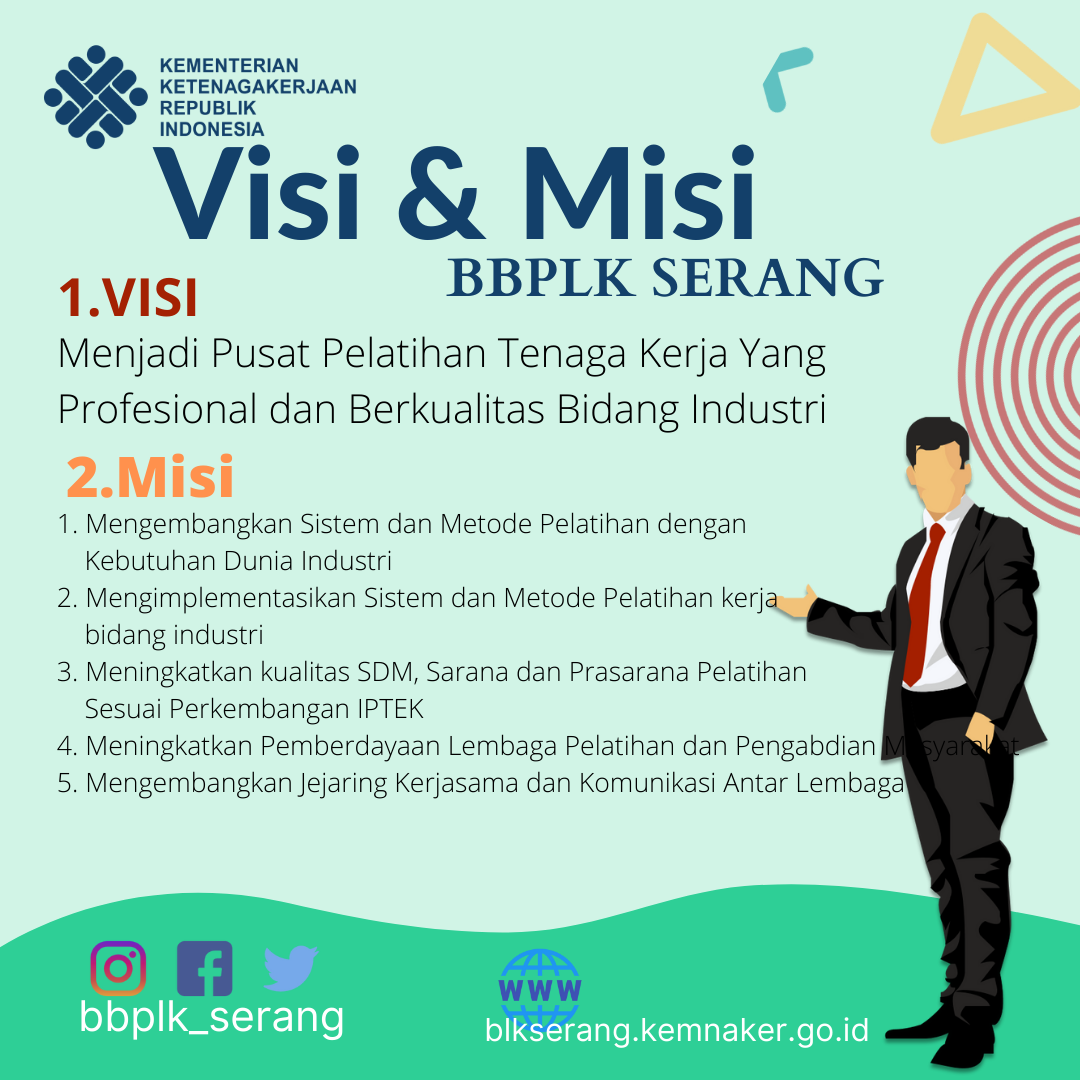 KEMENTERIAN
KETENAGAKERJAAN
REPUBLIK
INDONESIA
Visi & Misi
BBPLK SERANG
1.VISI
Menjadi Pusat Pelatihan Tenaga Kerja Yang
Profesional dan Berkualitas Bidang Industri
2.Misi
1. Mengembangkan Sistem dan Metode Pelatihan dengan
Kebutuhan Dunia Industri
2. Mengimplementasikan Sistem dan Metode Pelatihan kerja
bidang industri
3. Meningkatkan kualitas SDM, Sarana dan Prasarana Pelatihan
Sesuai Perkembangan IPTEK
4. Meningkatkan Pemberdayaan Lembaga Pelatihan dan Pengabdian Masyarakat
5. Mengembangkan Jejaring Kerjasama dan Komunikasi Antar Lembaga
WWW
bbplk_serang
blkserang.kemnaker.go.id